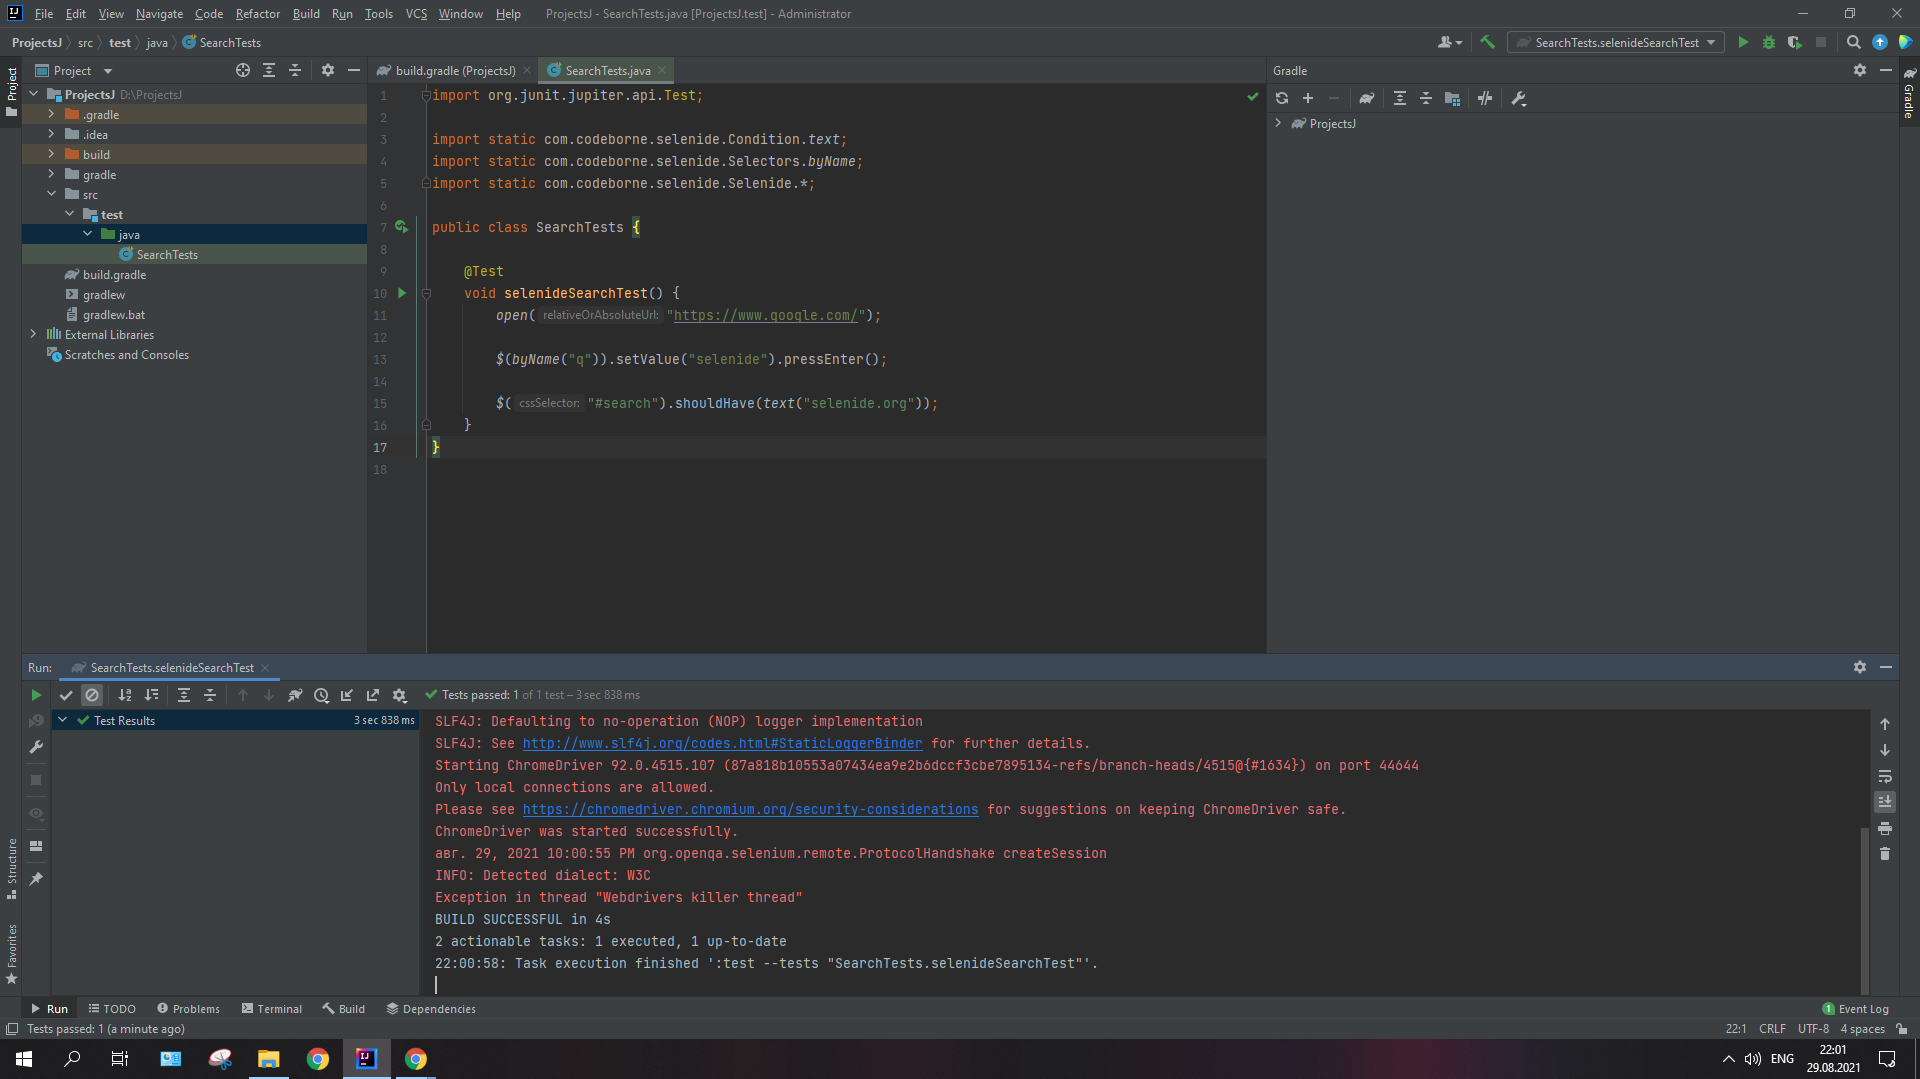 File Edit View Navigate Code Refactor Build Run Tools VCS Window Help ProjectsJ - SearchTests.java [ProjectsJ.test] - Administrator
ProjectsJ src test java SearchTests
SearchTests.selenideSearchTest
Project
build.gradle (ProjectsJ)
SearchTests.java
Gradle
Project
Gradle
ProjectsJ D:\ProjectsJ
.gradle
.idea
build
gradle
src
test
java
SearchTests
build.gradle
gradlew
gradlew.bat
External Libraries
Scratches and Consoles
ProjectsJ
1 import org.junit.jupiter.api.Test;
2
3 import static com.codeborne.selenide.Condition.text;
4 import static com.codeborne.selenide.Selectors.byName;
5 import static com.codeborne.selenide.Selenide.*;
6
7 public class SearchTests {
8
9 @Test
10 void selenideSearchTest() {
11 open( relativeOrAbsoluteUrl: "https://www.google.com/");
12
13 $(byName("q")).setValue("selenide").pressEnter();
14
15 $( cssSelector: "#search").shouldHave(text("selenide.org"));
16 }
17 }
18
Run: SearchTests.selenideSearchTest
Tests passed: 1 of 1 test – 3 sec 838 ms
Test Results 3 sec 838 ms
SLF4J: Defaulting to no-operation (NOP) logger implementation
SLF4J: See http://www.slf4j.org/codes.html#StaticLoggerBinder for further details.
Starting ChromeDriver 92.0.4515.107 (87a818b10553a07434ea9e2b6dccf3cbe7895134-refs/branch-heads/4515@{#1634}) on port 44644
Only local connections are allowed.
Please see https://chromedriver.chromium.org/security-considerations for suggestions on keeping ChromeDriver safe.
ChromeDriver was started successfully.
авг. 29, 2021 10:00:55 PM org.openqa.selenium.remote.ProtocolHandshake createSession
INFO: Detected dialect: W3C
Exception in thread "Webdrivers killer thread"
BUILD SUCCESSFUL in 4s
2 actionable tasks: 1 executed, 1 up-to-date
22:00:58: Task execution finished ':test --tests "SearchTests.selenideSearchTest"'.
Structure
Favorites
Run TODO Problems Terminal Build Dependencies
1 Event Log
Tests passed: 1 (a minute ago)
22:1 CRLF UTF-8 4 spaces
ENG
22:01
29.08.2021